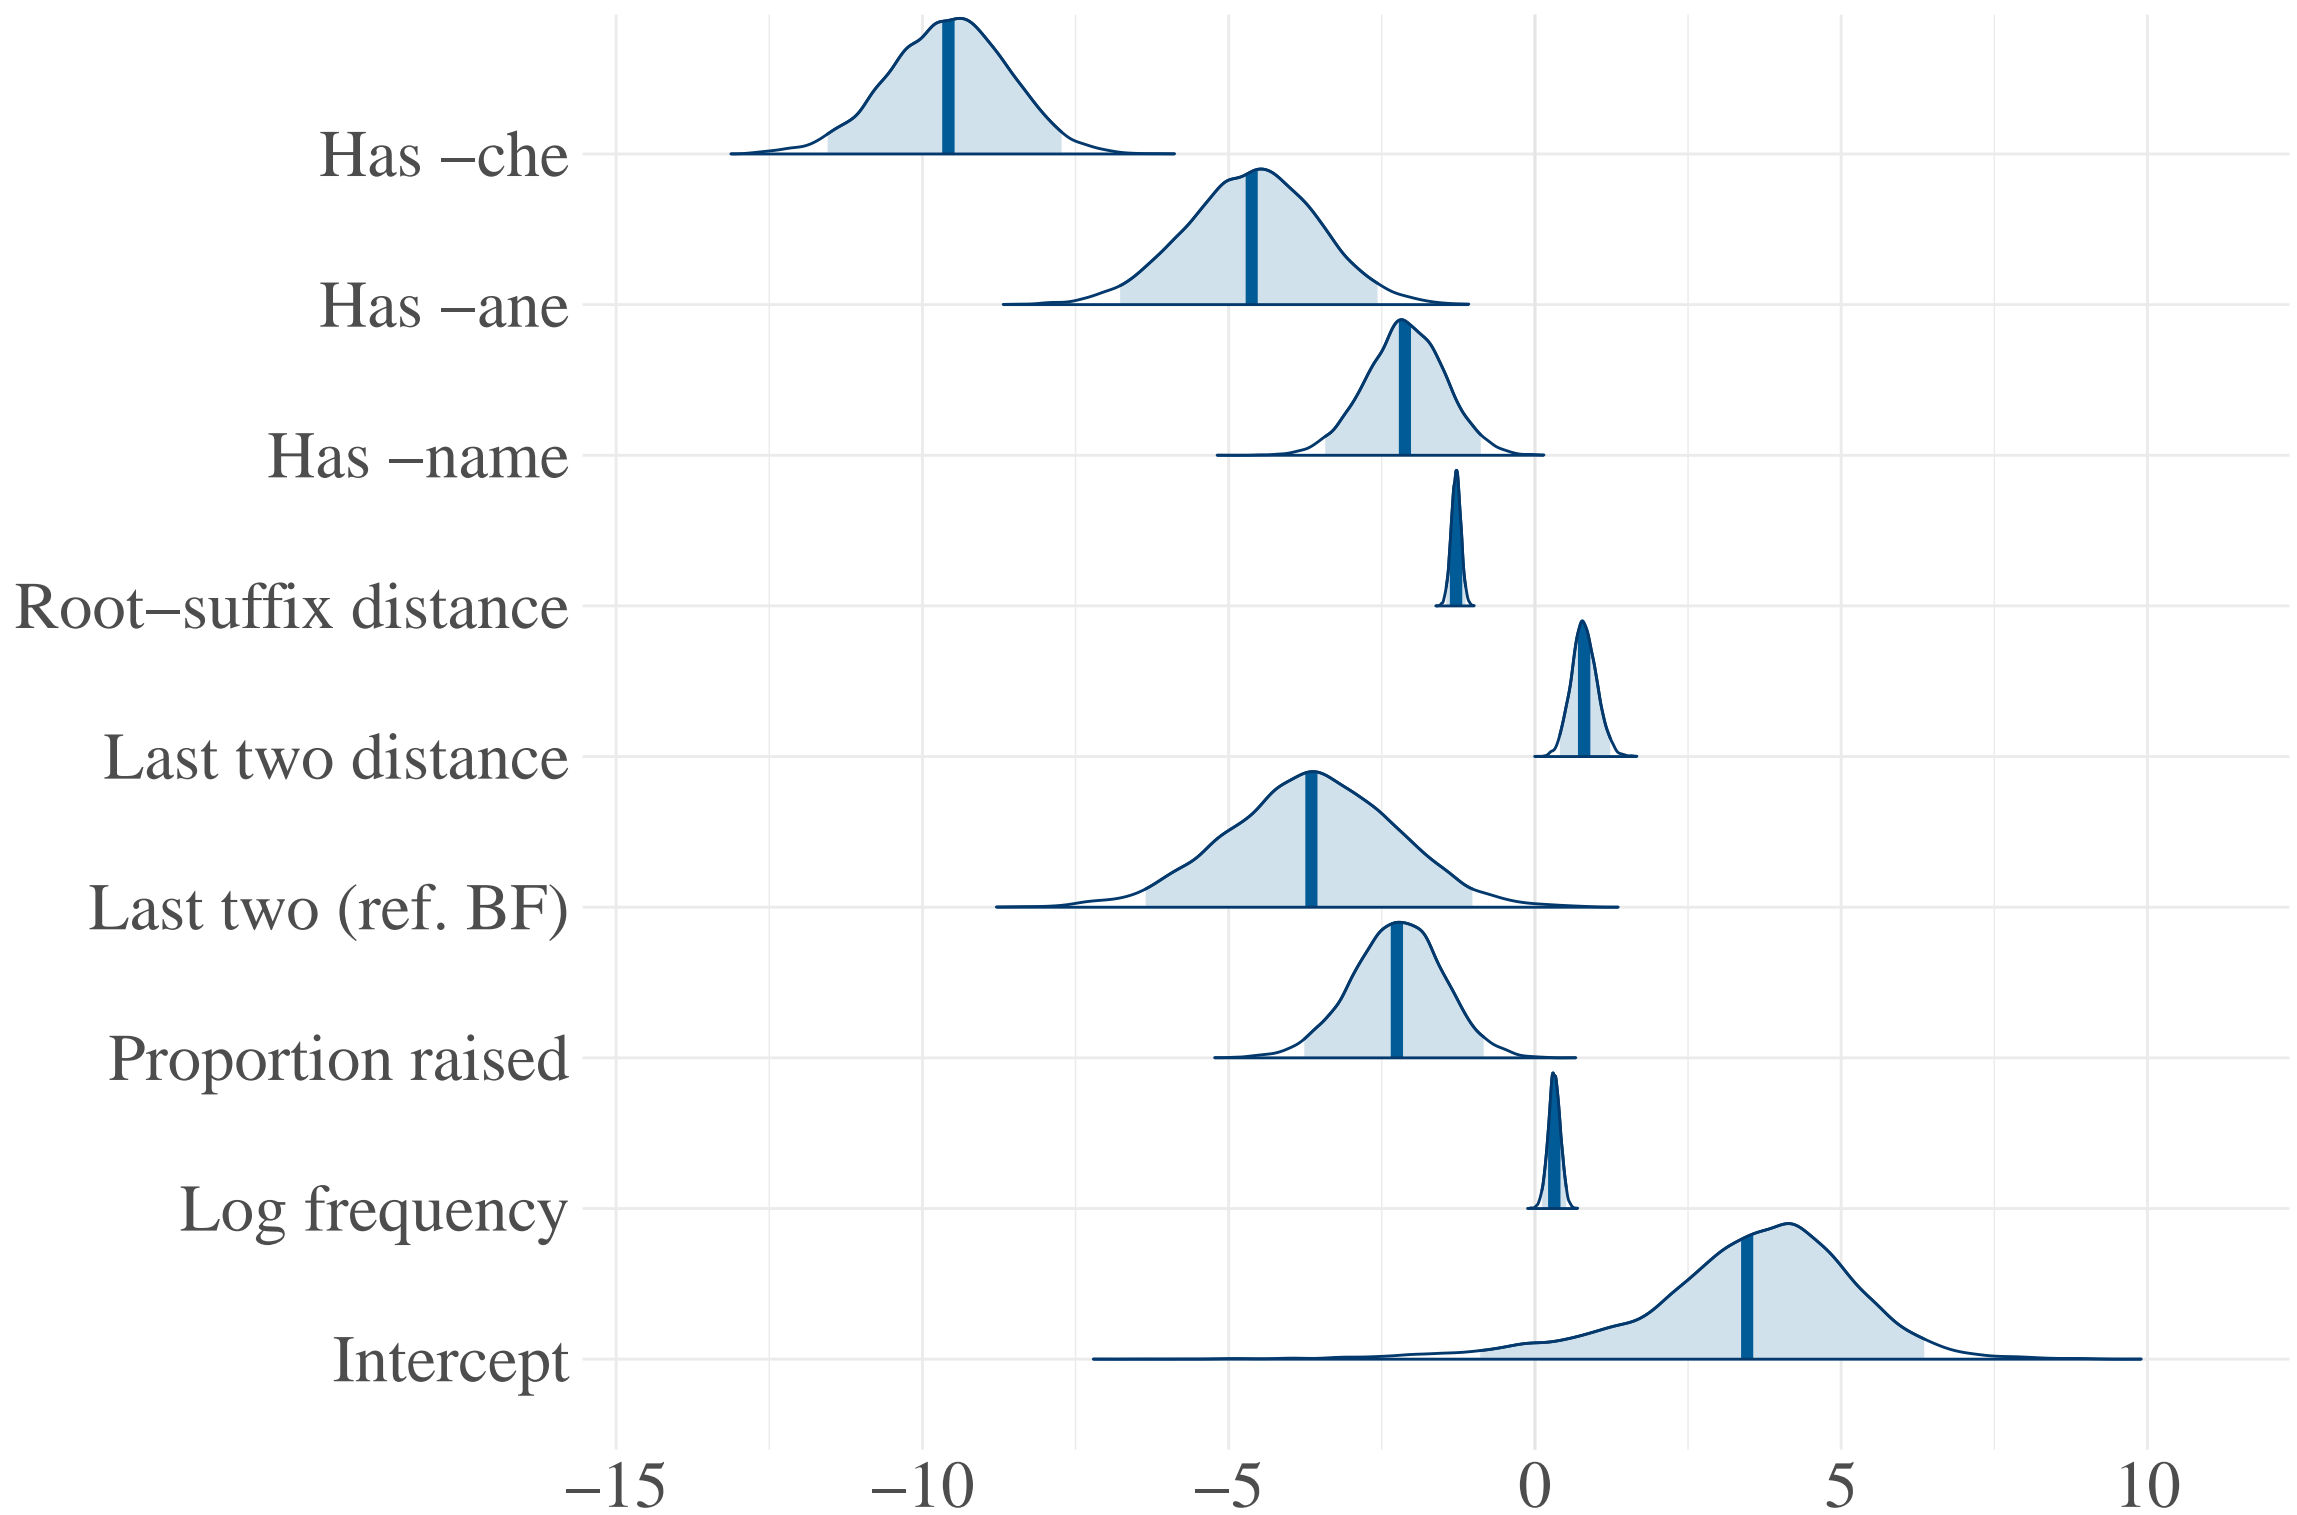 Has −che
Has −ane
Has −name
Root−suffix distance
Last two distance
Last two (ref. BF)
Proportion raised
Log frequency
Intercept
−15 −10 −5 0 5 10